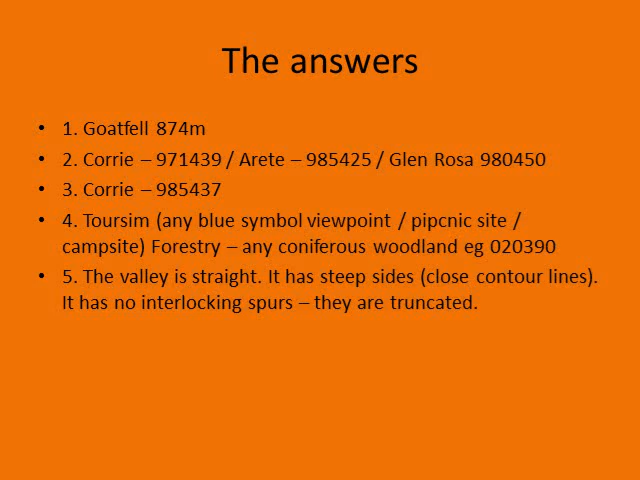 The answers
• 1. Goatfell 874m
• 2. Corrie – 971439 / Arete – 985425 / Glen Rosa 980450
• 3. Corrie – 985437
• 4. Toursim (any blue symbol viewpoint / pipcnic site /
campsite) Forestry – any coniferous woodland eg 020390
• 5. The valley is straight. It has steep sides (close contour lines).
It has no interlocking spurs – they are truncated.